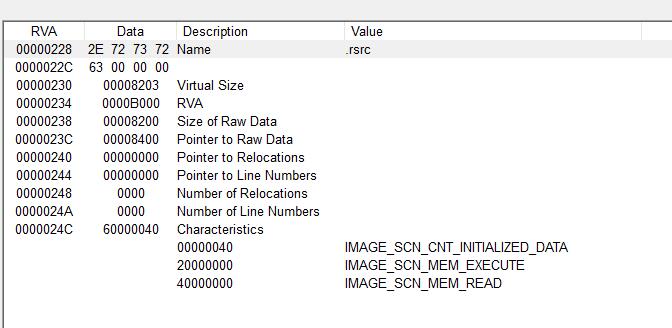 RVA Data Description Value
00000228 2E 72 73 72 Name .rsrc
0000022C 63 00 00 00
00000230 00008203 Virtual Size
00000234 0000B000 RVA
00000238 00008200 Size of Raw Data
0000023C 00008400 Pointer to Raw Data
00000240 00000000 Pointer to Relocations
00000244 00000000 Pointer to Line Numbers
00000248 0000 Number of Relocations
0000024A 0000 Number of Line Numbers
0000024C 60000040 Characteristics
00000040 IMAGE_SCN_CNT_INITIALIZED_DATA
20000000 IMAGE_SCN_MEM_EXECUTE
40000000 IMAGE_SCN_MEM_READ